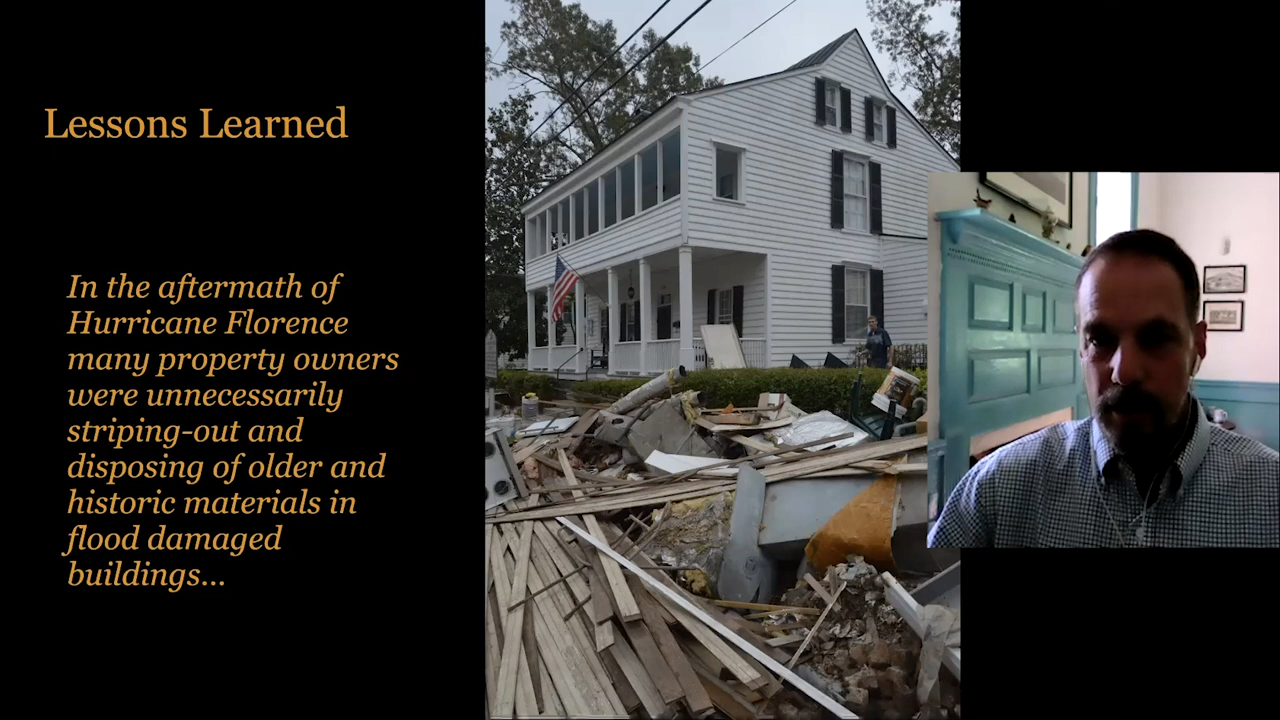 Lessons Learned
In the aftermath of
Hurricane Florence
many property owners
were unnecessarily
striping-out and
disposing of older and
historic materials in
flood damaged
buildings...